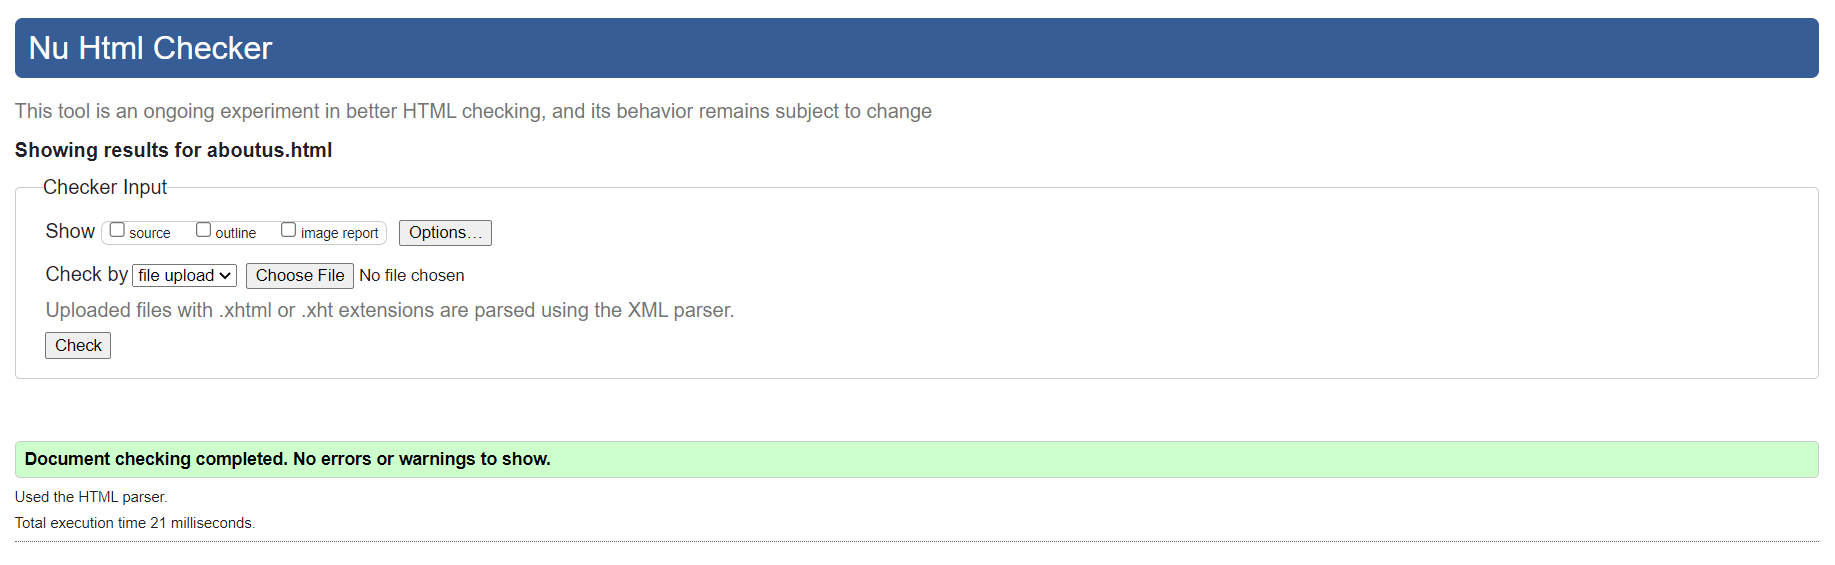 Nu Html Checker
This tool is an ongoing experiment in better HTML checking, and its behavior remains subject to change
Showing results for aboutus.html
Checker Input
Show source outline image report Options...
Check by file upload Choose File No file chosen
Uploaded files with .xhtml or .xht extensions are parsed using the XML parser.
Check
Document checking completed. No errors or warnings to show.
Used the HTML parser.
Total execution time 21 milliseconds.